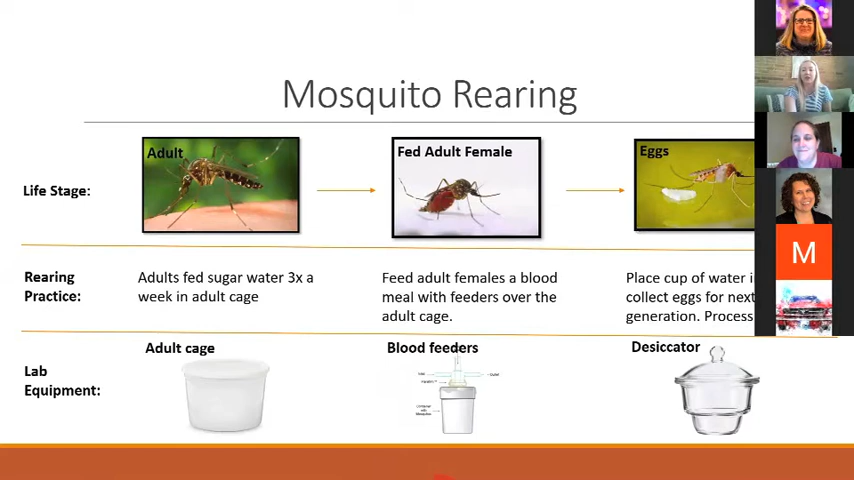 Mosquito Rearing
Life Stage:
Adult
Fed Adult Female
Eggs
Rearing
Practice:
Adults fed sugar water 3x a
week in adult cage
Feed adult females a blood
meal with feeders over the
adult cage.
Place cup of water
collect eggs for next
generation. Process
Lab
Equipment:
Adult cage
Blood feeders
Desiccator
M